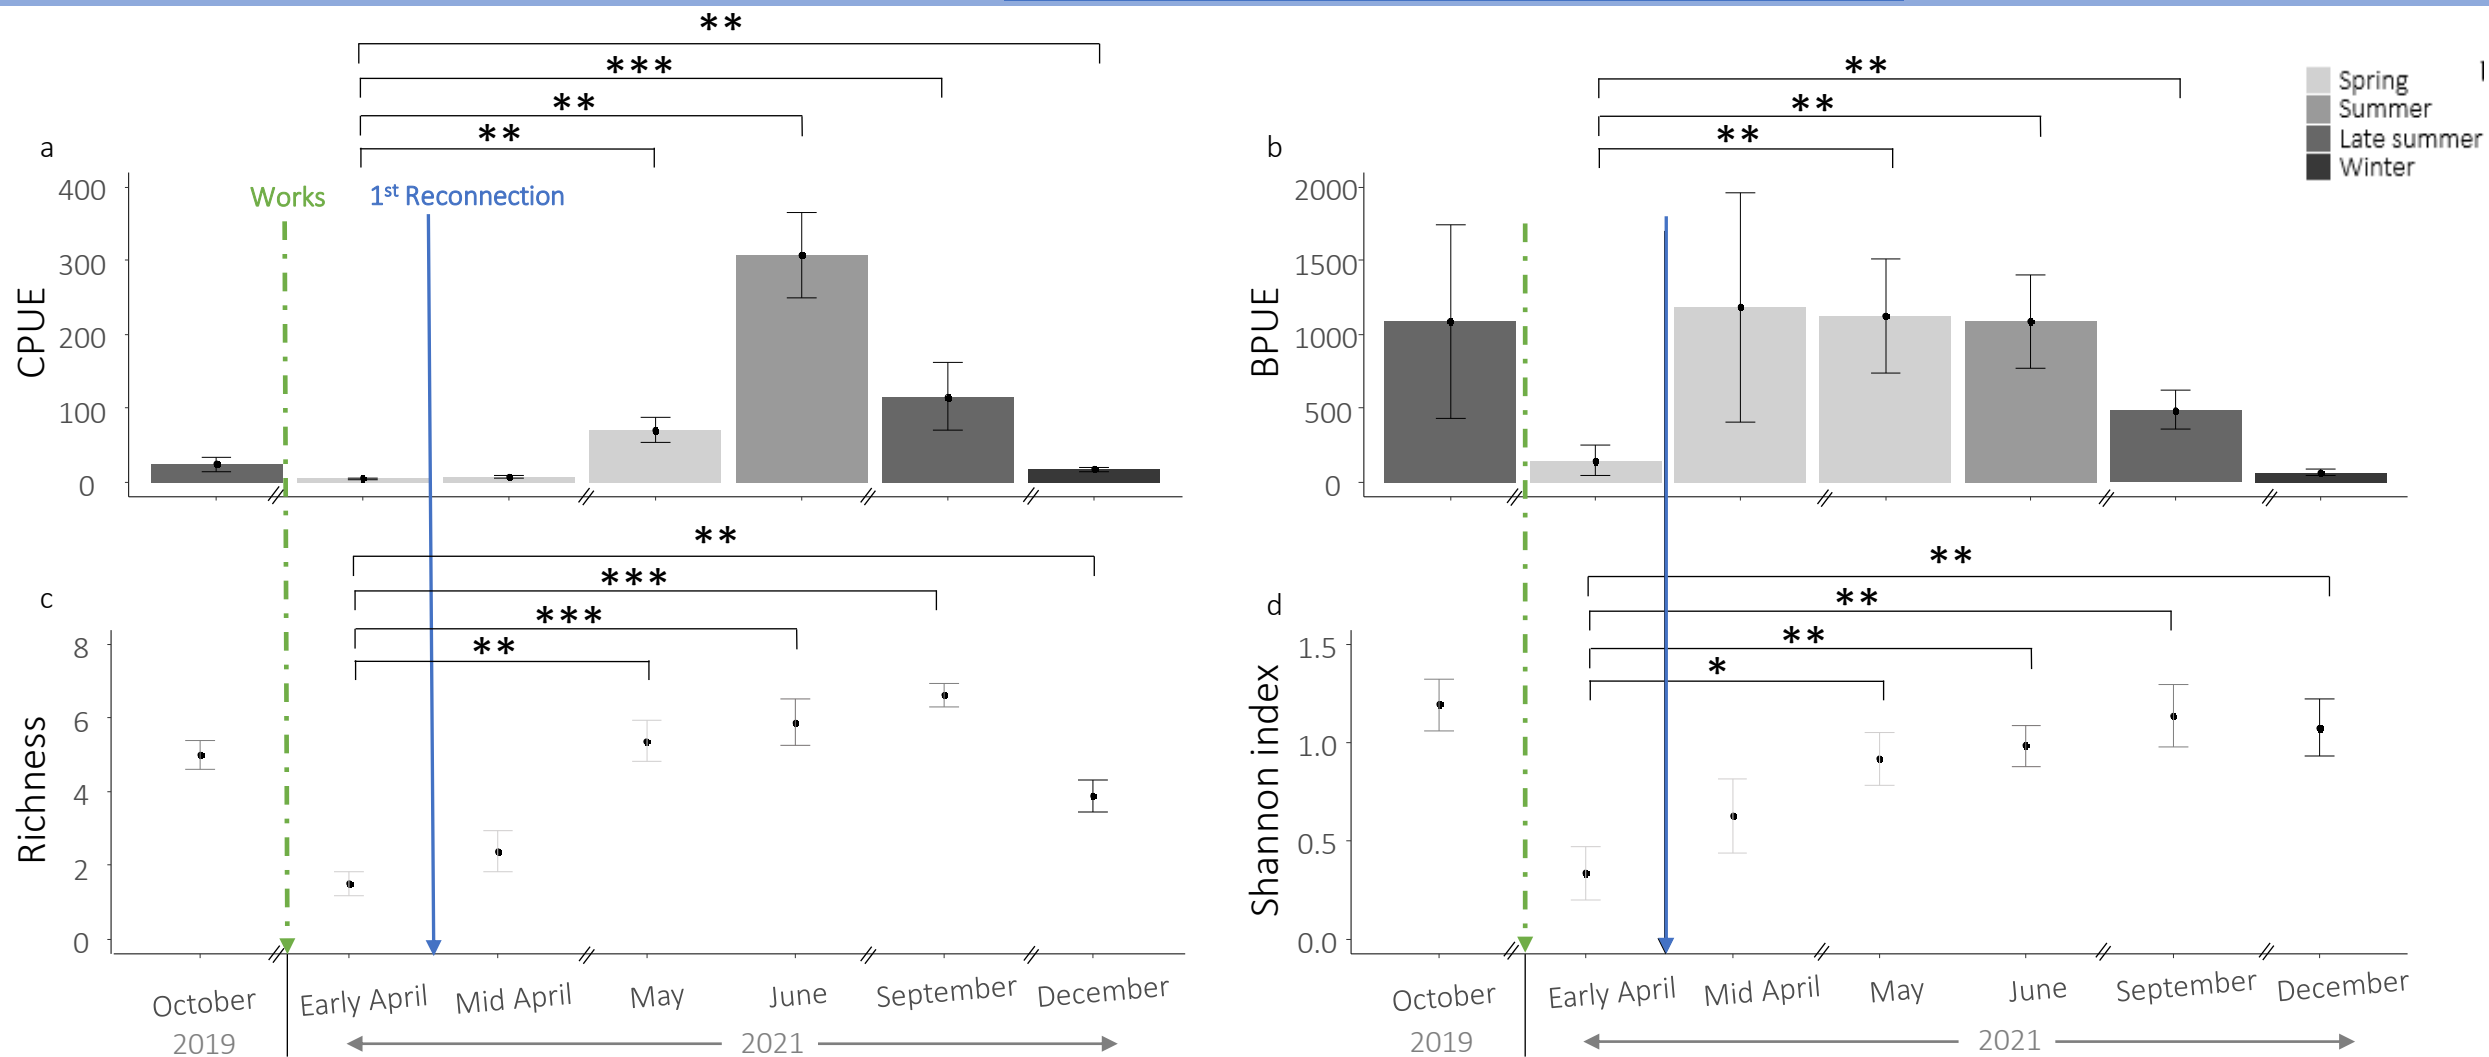 **
***
**
**
**
**
**
Spring
Summer
Late summer
Winter
a
b
Works
1st Reconnection
CPUE
400
300
200
100
0
BPUE
2000
1500
1000
500
0
**
***
***
**
**
**
**
*
c
d
Richness
8
6
4
2
0
Shannon index
1.5
1.0
0.5
0.0
October
Early April
Mid April
May
June
September
December
2019
2021
October
Early April
Mid April
May
June
September
December
2019
2021